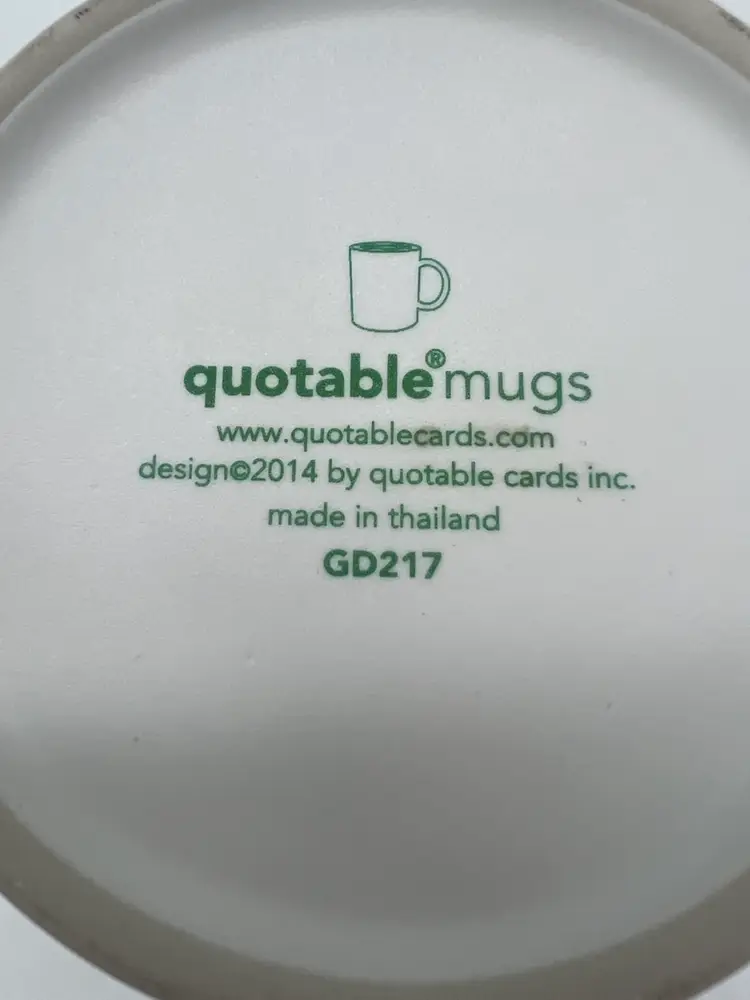 quotable®mugs
www.quotablecards.com
design©2014 by quotable cards inc.
made in thailand
GD217